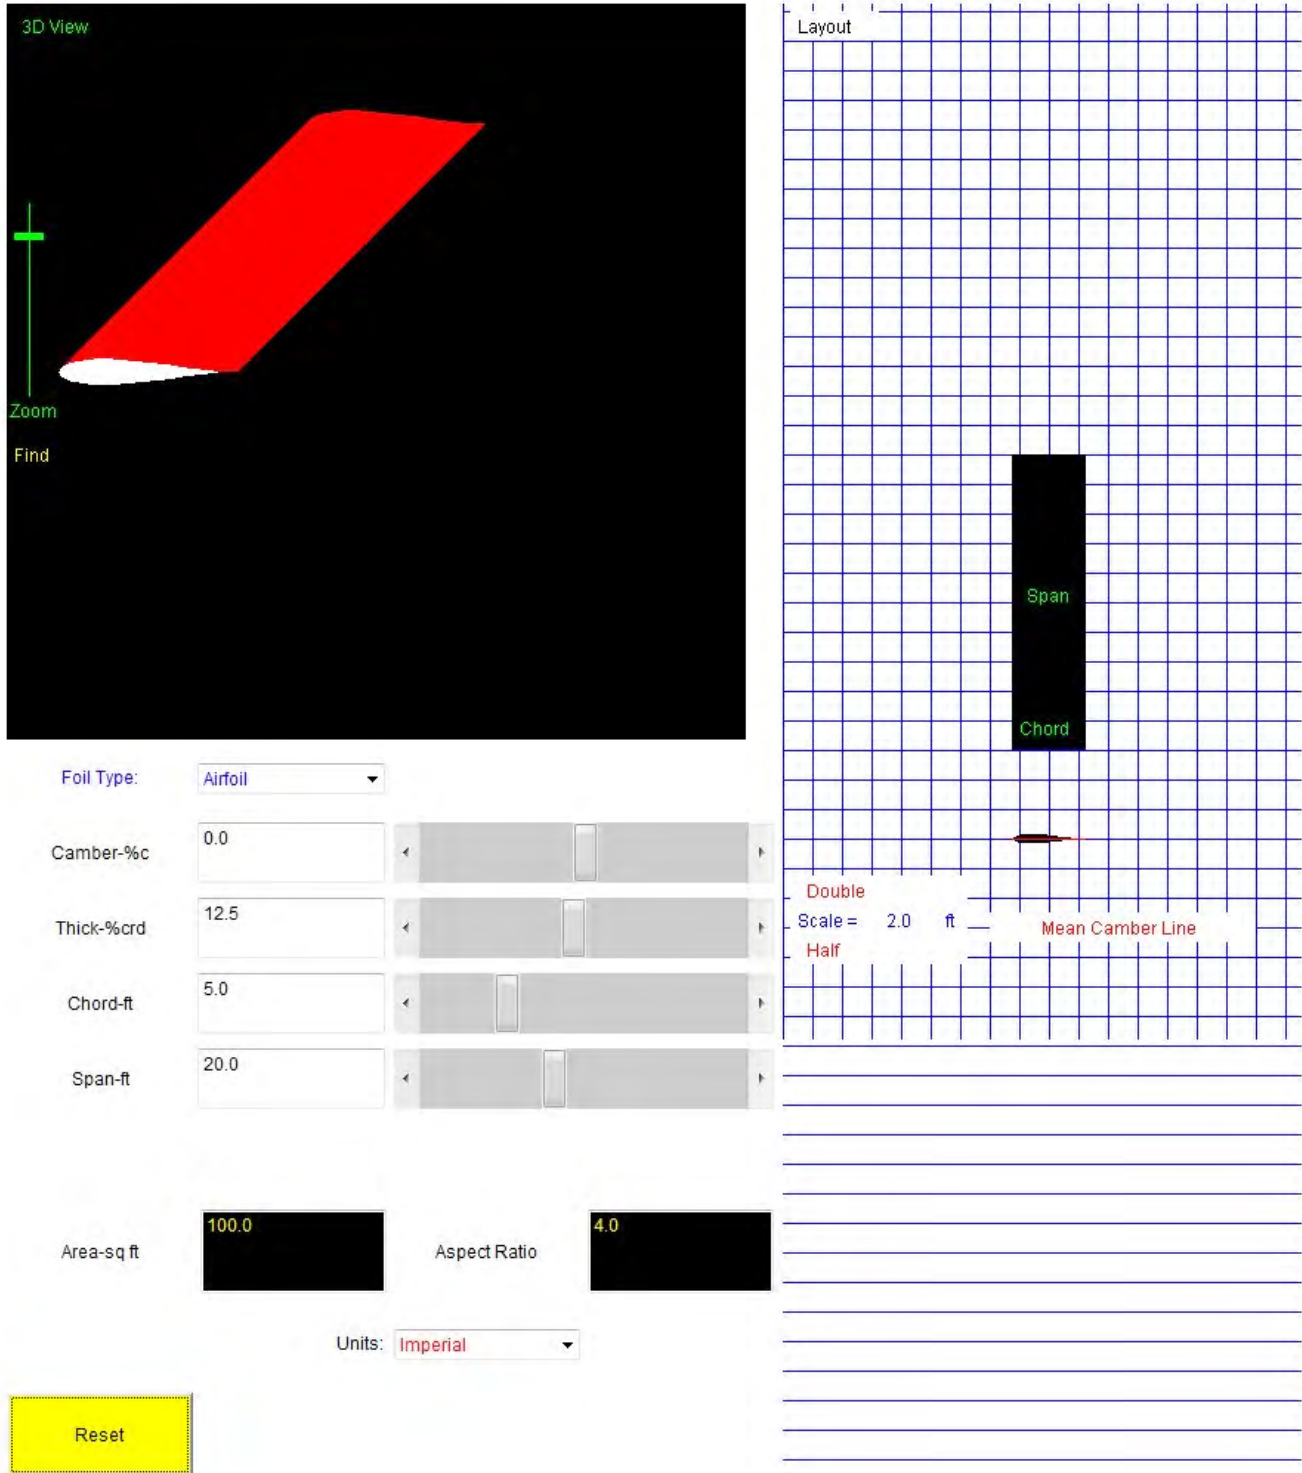 3D View
Zoom
Find
Layout
Span
Chord
Double
Scale = 2.0 ft
Half
Mean Camber Line
Foil Type: Airfoil
Camber-%c 0.0
Thick-%crd 12.5
Chord-ft 5.0
Span-ft 20.0
Area-sq ft 100.0 Aspect Ratio 4.0
Units: Imperial
Reset